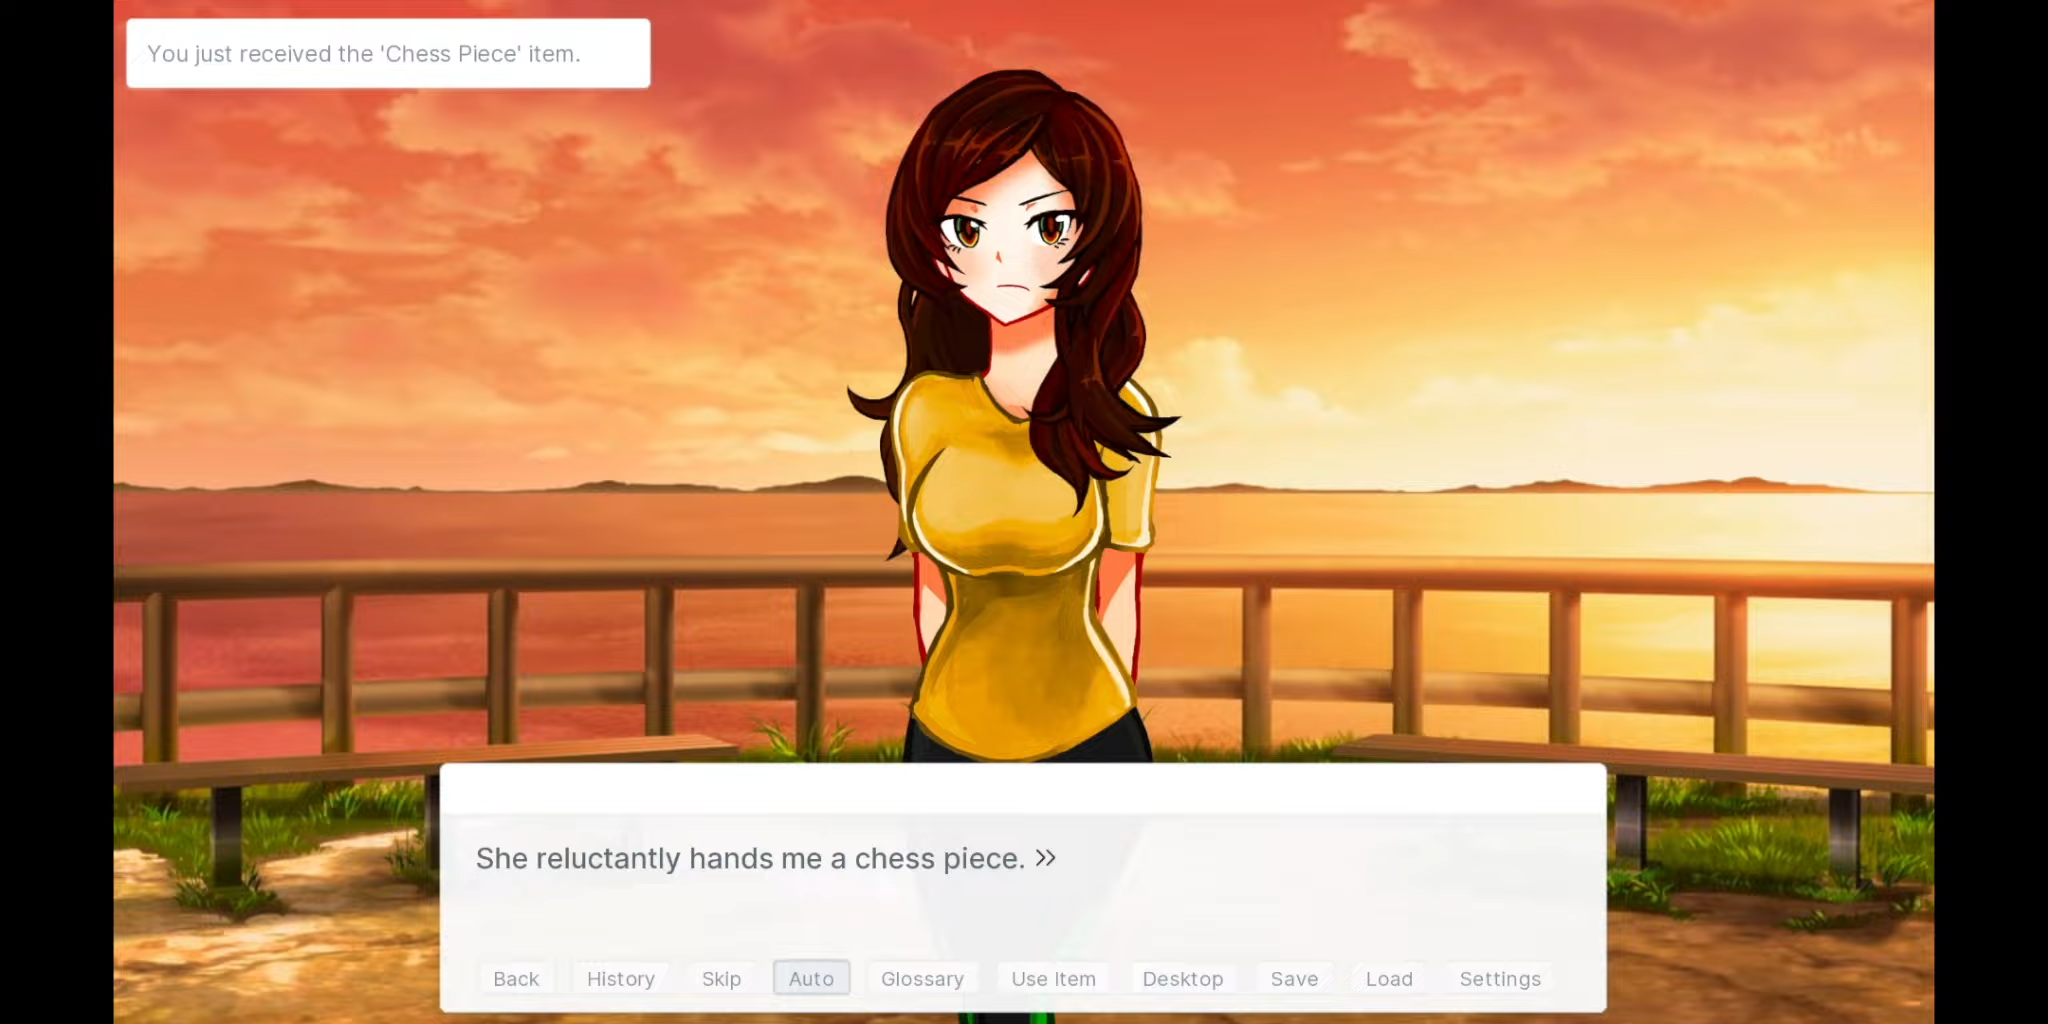 You just received the 'Chess Piece' item.
She reluctantly hands me a chess piece. >>
Back History Skip Auto Glossary Use Item Desktop Save Load Settings